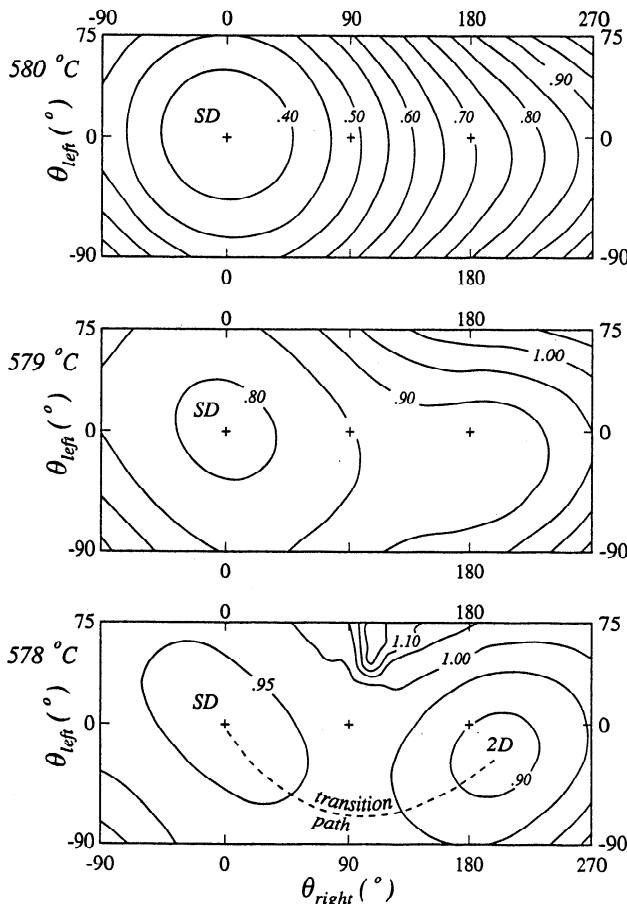 -90 0 90 180 270
580 °C
75 75
SD .40 .50 .60 .70 .80 .90
θleft (°) 0 0
-90 -90
0 90 180
0 180
579 °C
75 75
1.00
SD .80 .90
θleft (°) 0 0
-90 -90
0 90 180
0 180
578 °C
75 75
1.10
1.00
.95
SD
θleft (°) 0 0
2D
.90
transition
path
-90 -90
-90 0 90 180 270
θright (°)